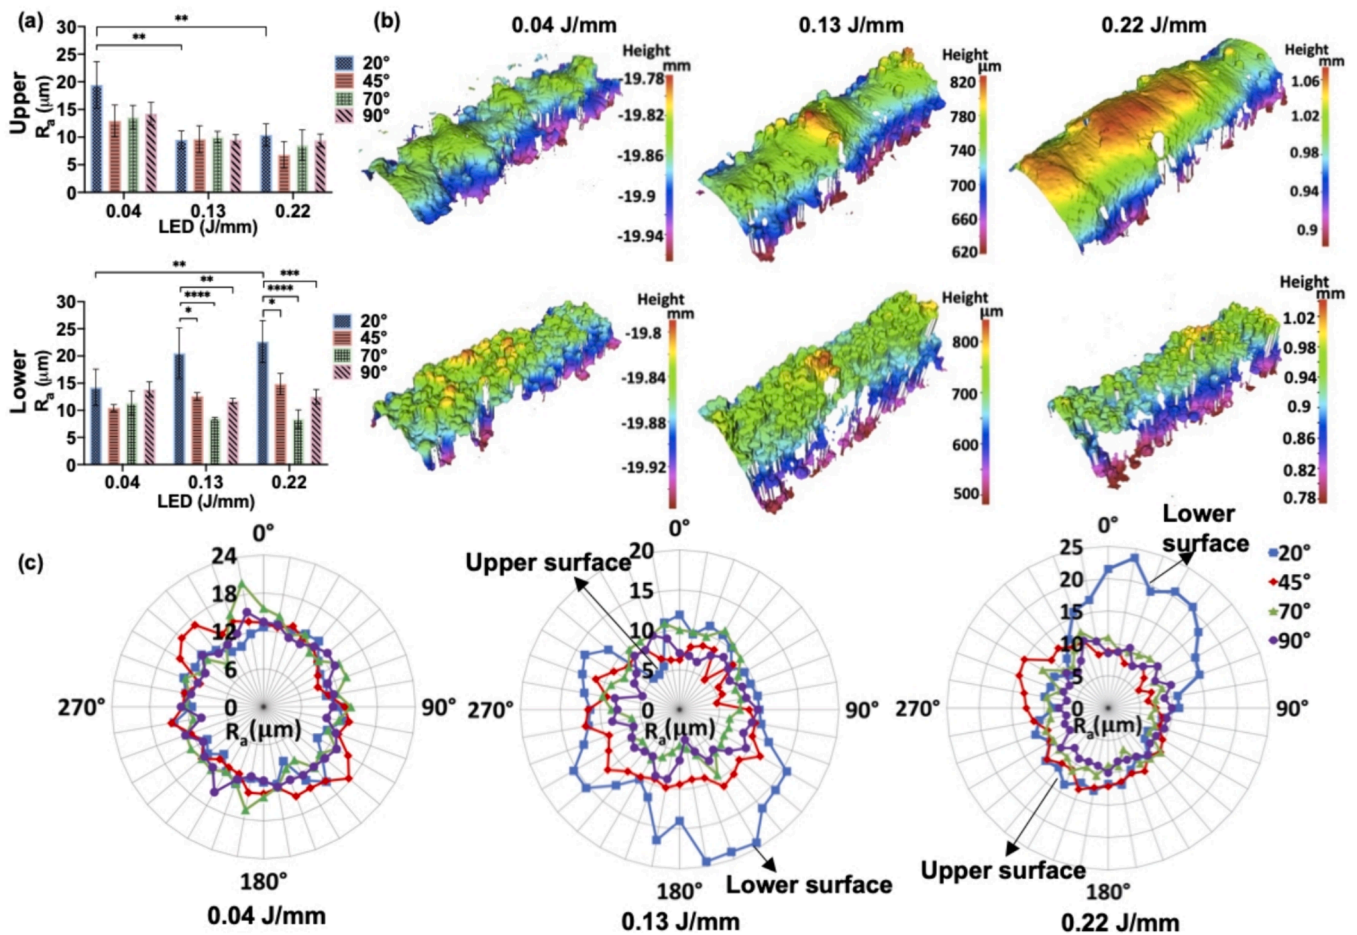 (a)
30
25
20
15
10
5
0
Upper
Ra (μm)
**
**
0.04 0.13 0.22
LED (J/mm)
20°
45°
70°
90°
30
25
20
15
10
5
0
Lower
Ra (μm)
**
**
****
*
***
****
*
0.04 0.13 0.22
LED (J/mm)
20°
45°
70°
90°
(b)
0.04 J/mm 0.13 J/mm 0.22 J/mm
Height
mm
-19.78
-19.82
-19.86
-19.9
-19.94
Height
μm
820
780
740
700
660
620
Height
mm
1.06
1.02
0.98
0.94
0.9
Height
mm
-19.8
-19.84
-19.88
-19.92
Height
μm
800
700
600
500
Height
mm
1.02
0.98
0.94
0.9
0.86
0.82
0.78
(c)
0°
24
18
12
6
0
Ra(μm)
270° 90°
180°
0.04 J/mm
0°
20
15
10
5
0
Ra(μm)
Upper surface
270° 90°
Lower surface
180°
0.13 J/mm
0°
25
20
15
10
5
0
Ra(μm)
Lower
surface
270° 90°
Upper surface
180°
0.22 J/mm
20°
45°
70°
90°